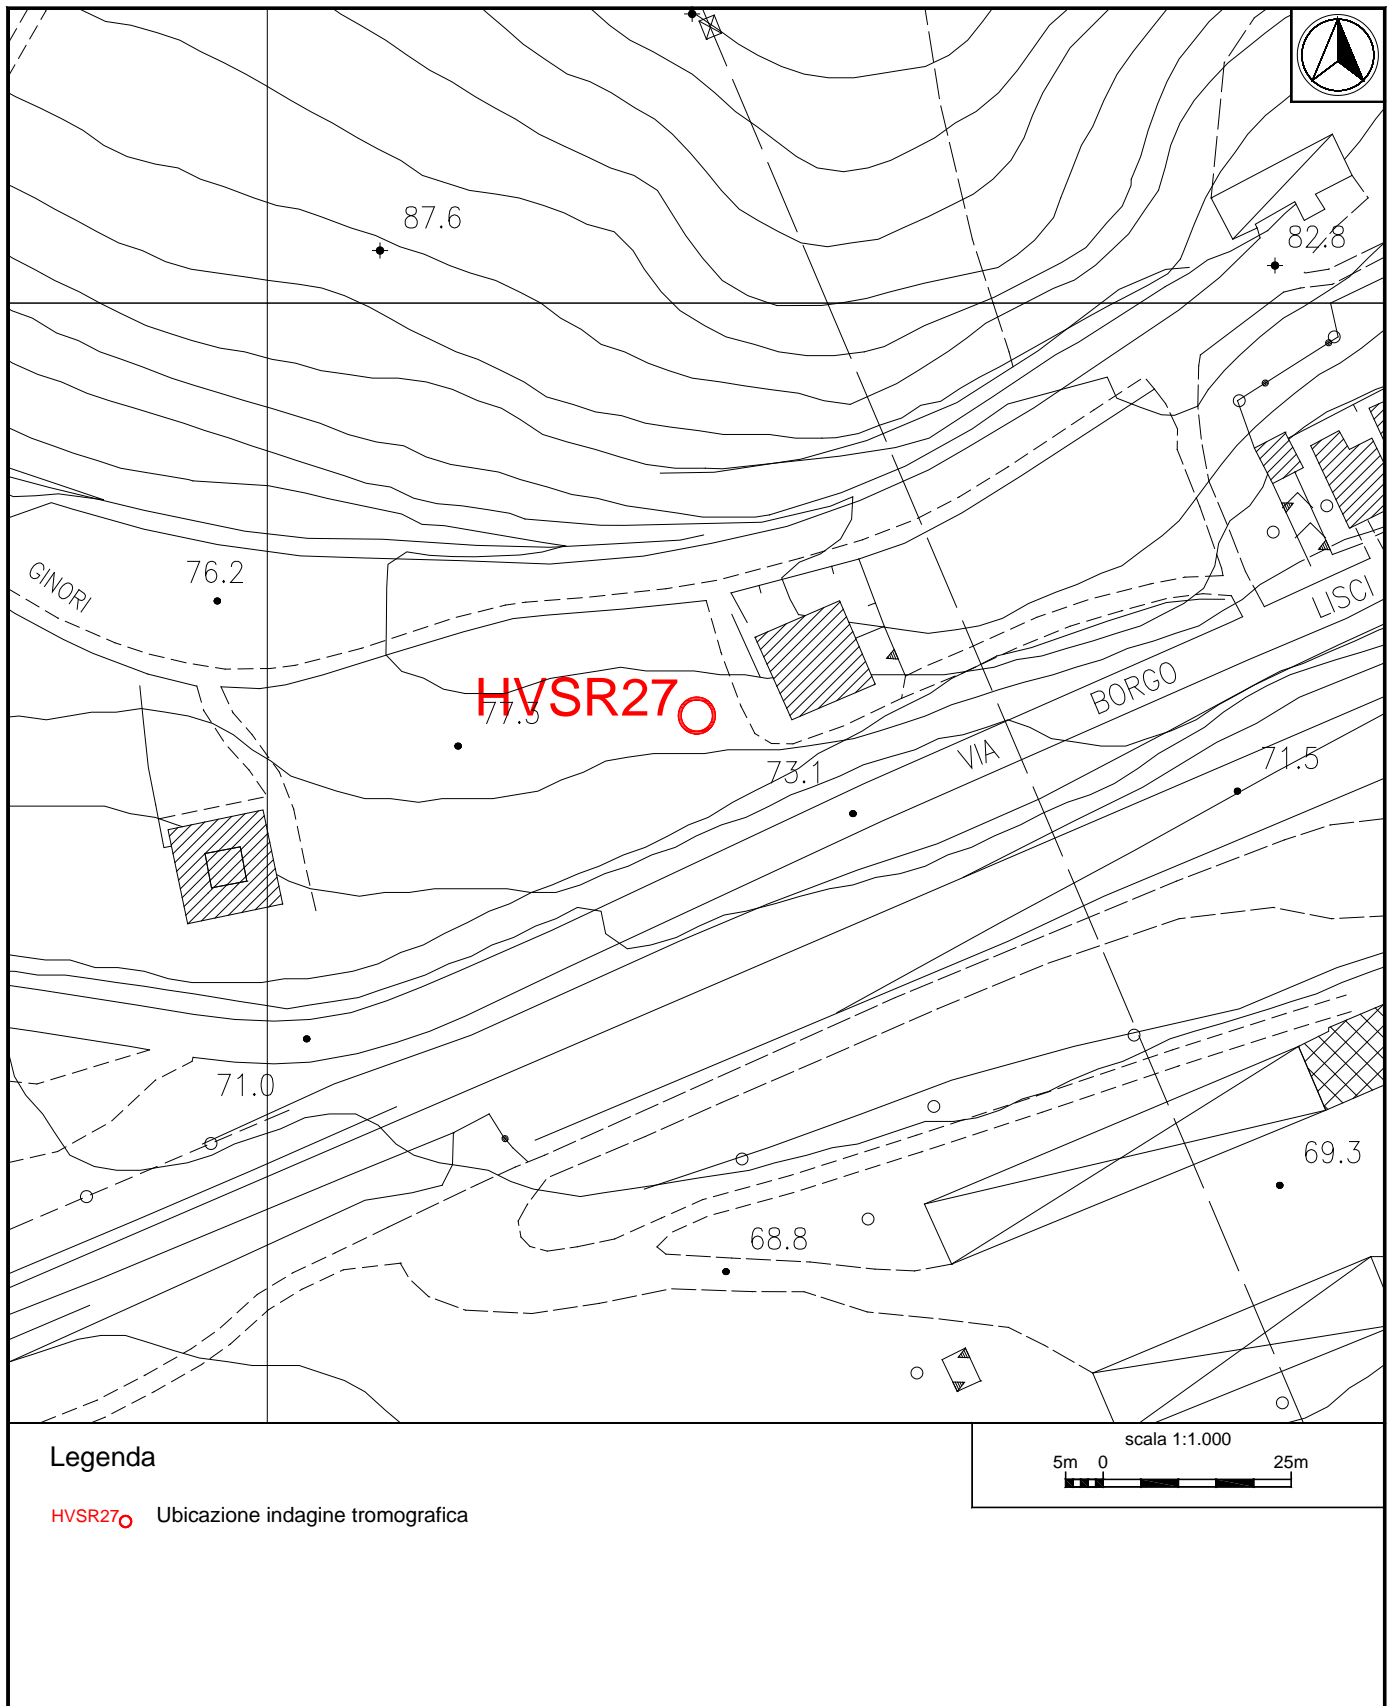 87.6
82.8
GINORI
76.2
LISCI
HVSR27
77.3
BORGO
VIA
73.1
71.5
71.0
69.3
68.8
Legenda
HVSR27 Ubicazione indagine tromografica
scala 1:1.000
5m 0 25m